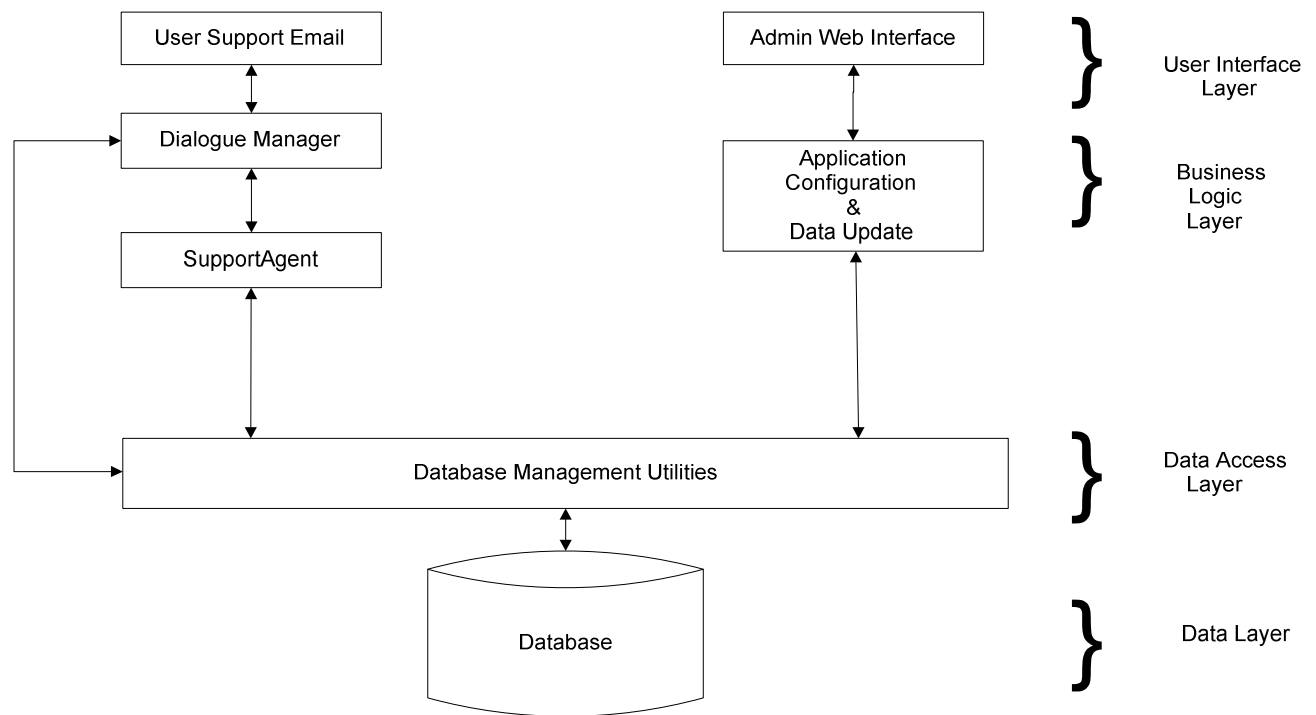 User Support Email
Admin Web Interface
User Interface
Layer
Dialogue Manager
Application
Configuration
&
Data Update
Business
Logic
Layer
SupportAgent
Database Management Utilities
Data Access
Layer
Database
Data Layer